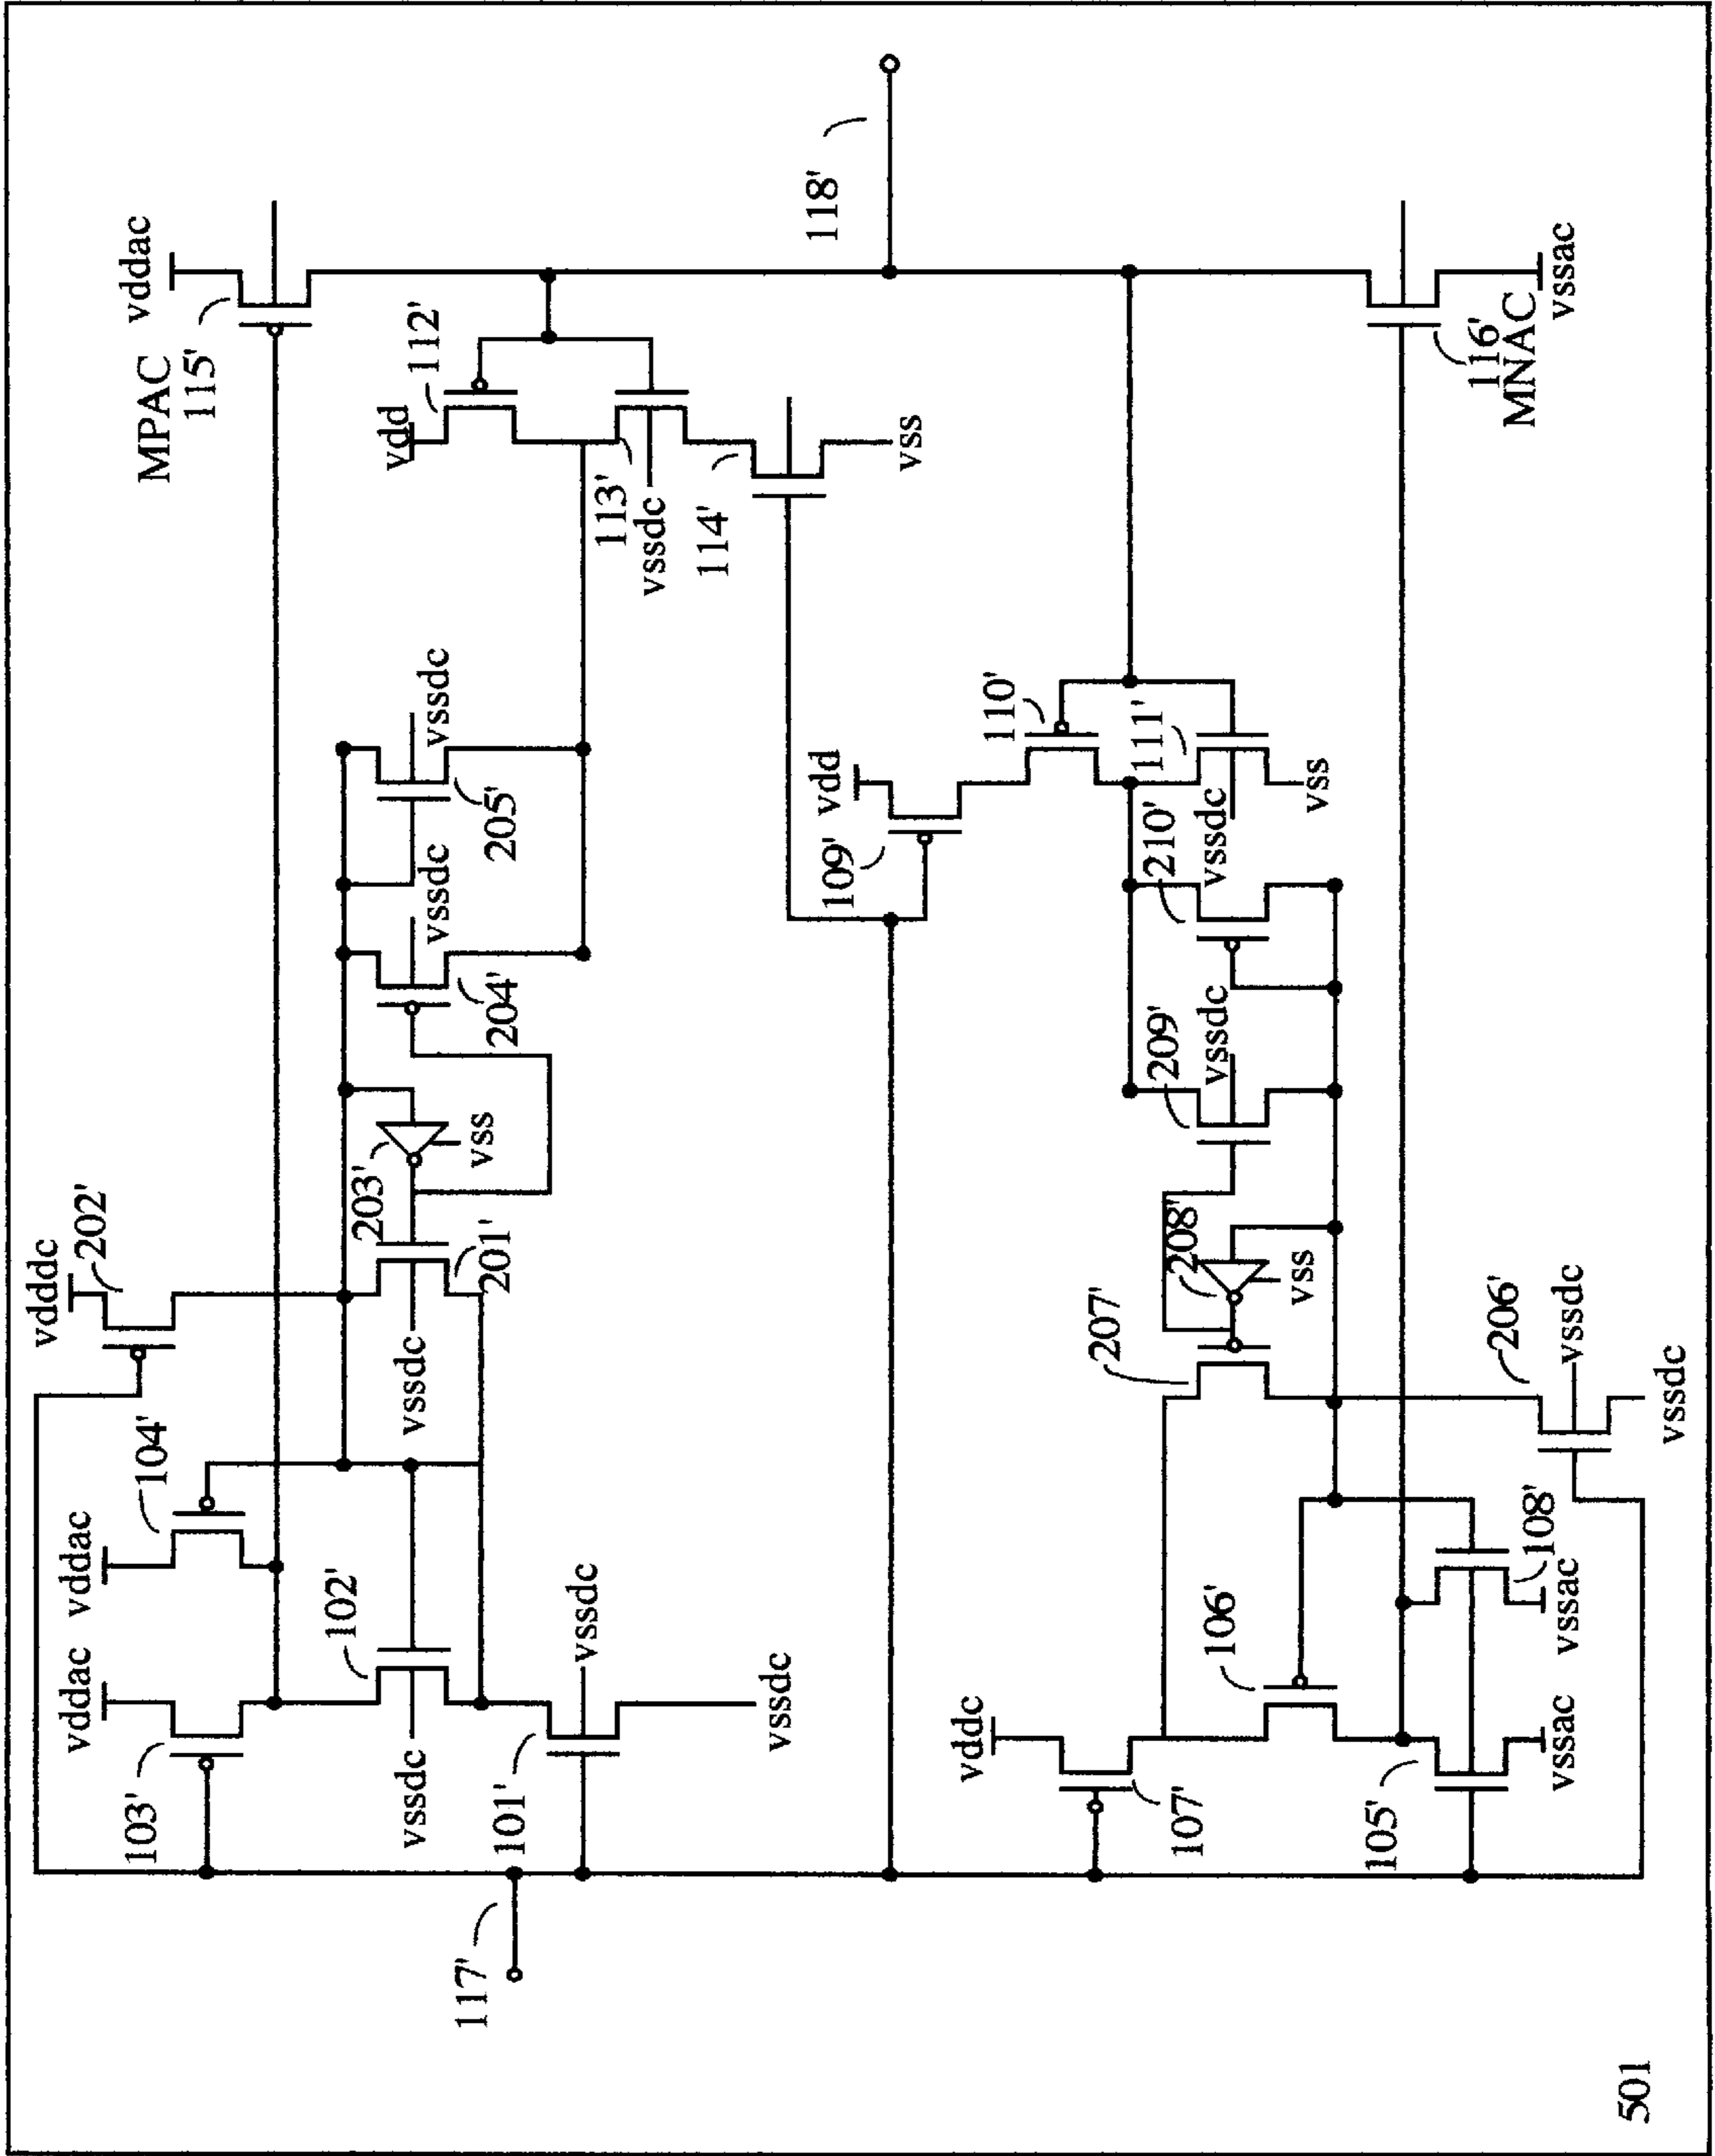 vdddc
vddac
vddac
202'
103'
104'
MPAC
vddac
115'
102'
203'
vssdc
vssdc
vssdc
vssdc
vdd
112'
117'
101'
201'
vss
204'
205'
vssdc
113'
vssdc
114'
vssdc
vdd
118'
109'
vss
vddc
110'
207'
209'
210'
111'
107'
106'
208'
vssdc
vssdc
vss
vss
105'
116'
MNAC
206'
108'
vssac
vssac
vssdc
vssac
vssdc
501